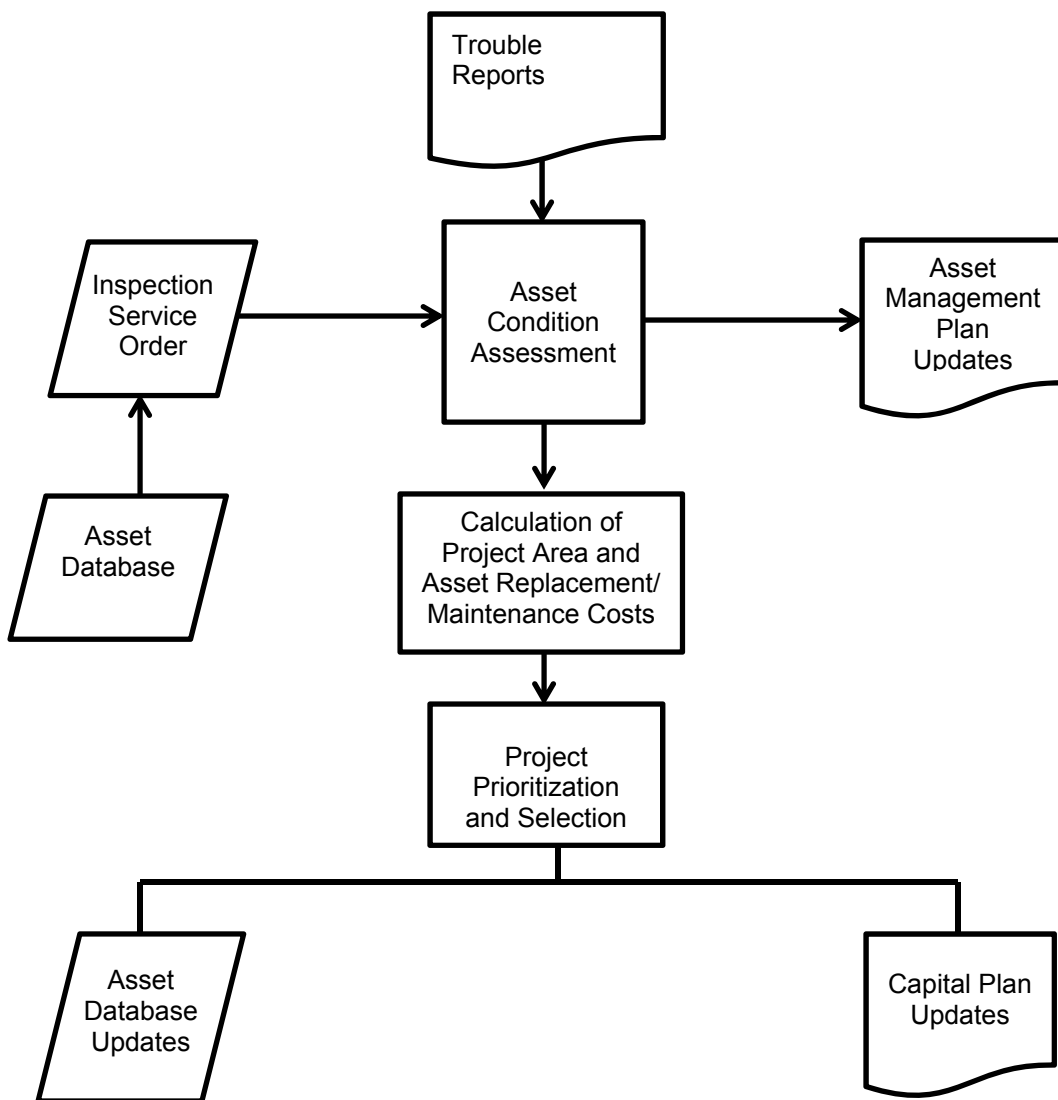 Trouble
Reports
Inspection
Service
Order
Asset
Condition
Assessment
Asset
Management
Plan
Updates
Asset
Database
Calculation of
Project Area and
Asset Replacement/
Maintenance Costs
Project
Prioritization
and Selection
Asset
Database
Updates
Capital Plan
Updates